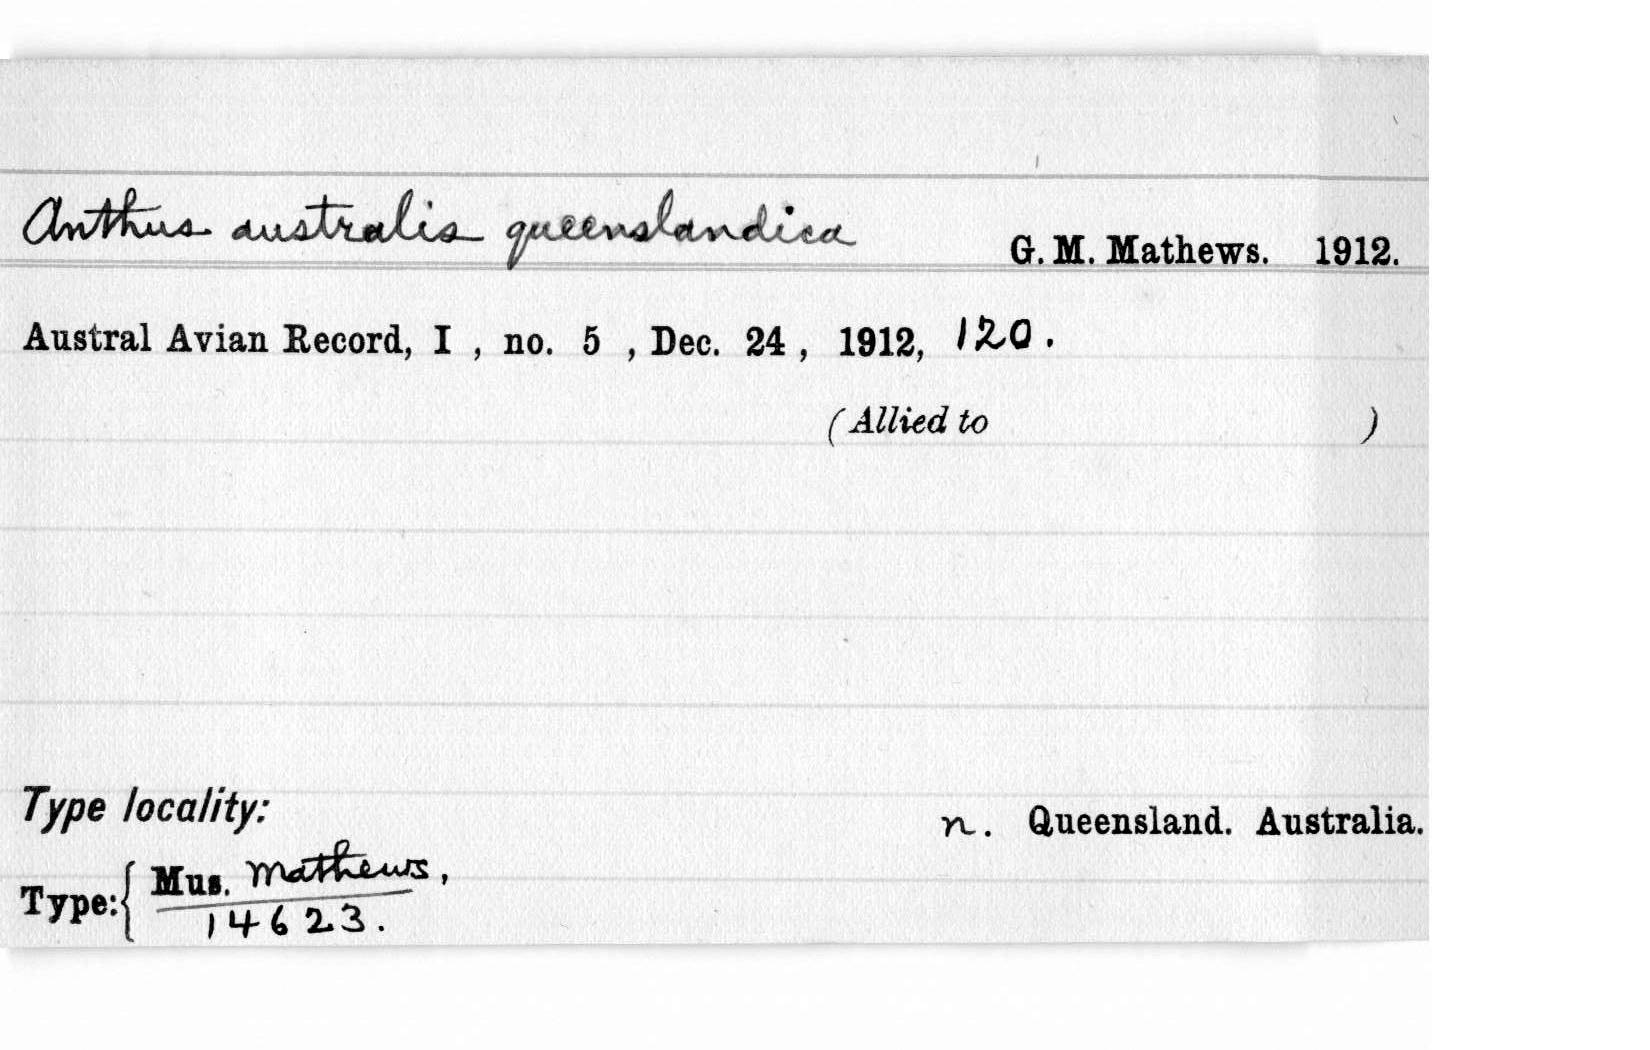 Anthus australis queenslandica G. M. Mathews. 1912.
Austral Avian Record, I , no. 5 , Dec. 24 , 1912, 120.
(Allied to )
Type locality: n. Queensland. Australia.
Type: { Mus. Mathews,
14623.